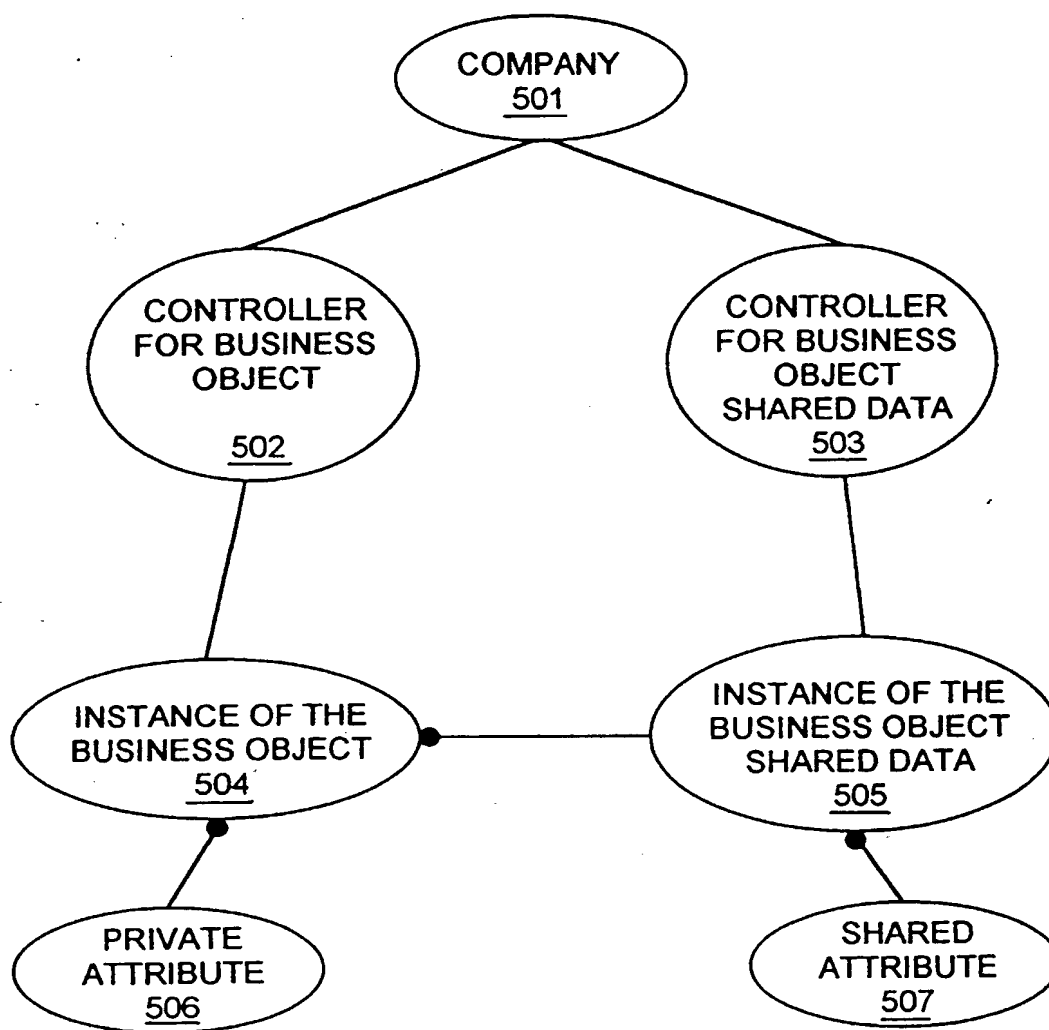 COMPANY
501
CONTROLLER
FOR BUSINESS
OBJECT
502
CONTROLLER
FOR BUSINESS
OBJECT
SHARED DATA
503
INSTANCE OF THE
BUSINESS OBJECT
504
INSTANCE OF THE
BUSINESS OBJECT
SHARED DATA
505
PRIVATE
ATTRIBUTE
506
SHARED
ATTRIBUTE
507